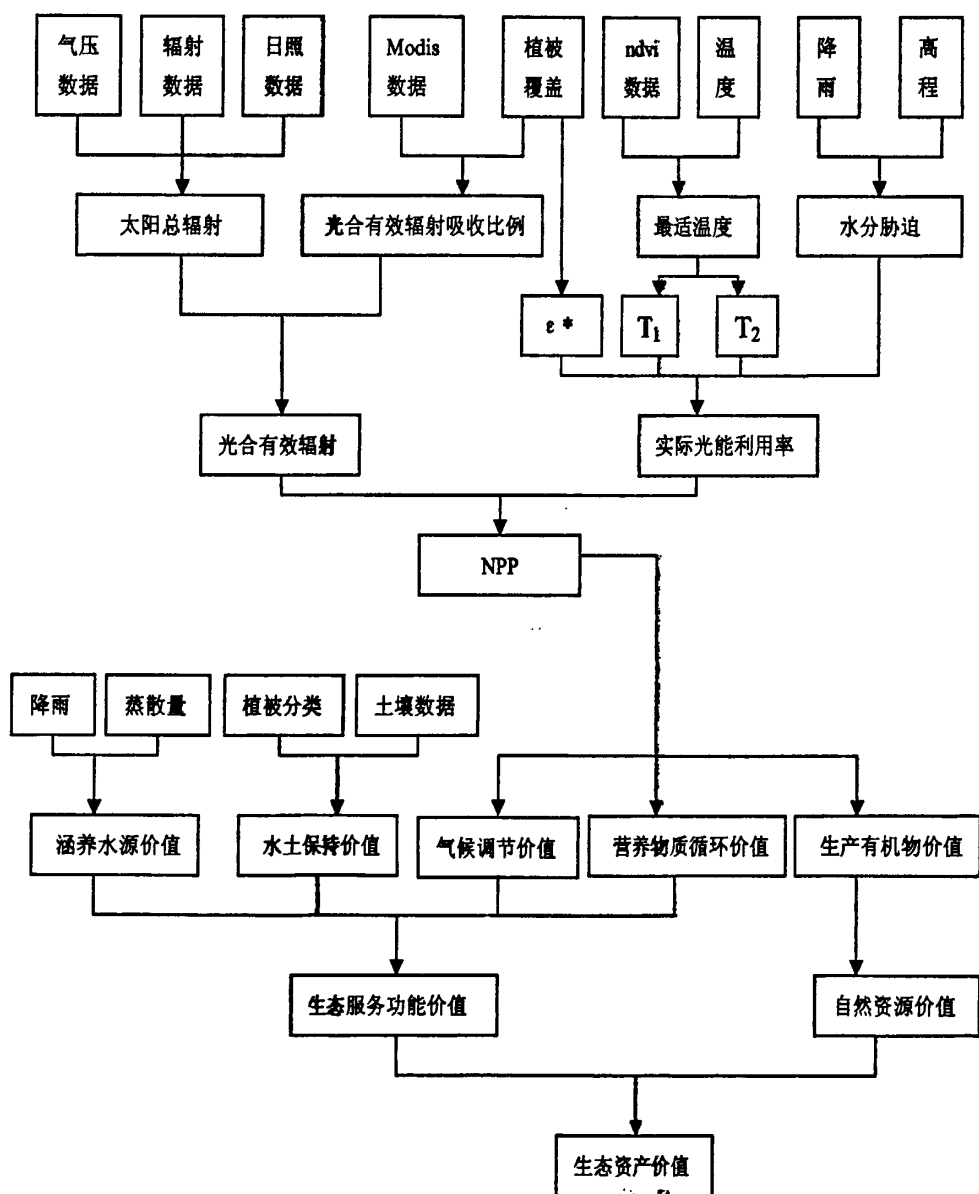 气压
数据
辐射
数据
日照
数据
Modis
数据
植被
覆盖
ndvi
数据
温
度
降
雨
高
程
太阳总辐射
光合有效辐射吸收比例
最适温度
水分胁迫
ε *
T1
T2
光合有效辐射
实际光能利用率
NPP
降雨
蒸散量
植被分类
土壤数据
涵养水源价值
水土保持价值
气候调节价值
营养物质循环价值
生产有机物价值
生态服务功能价值
自然资源价值
生态资产价值